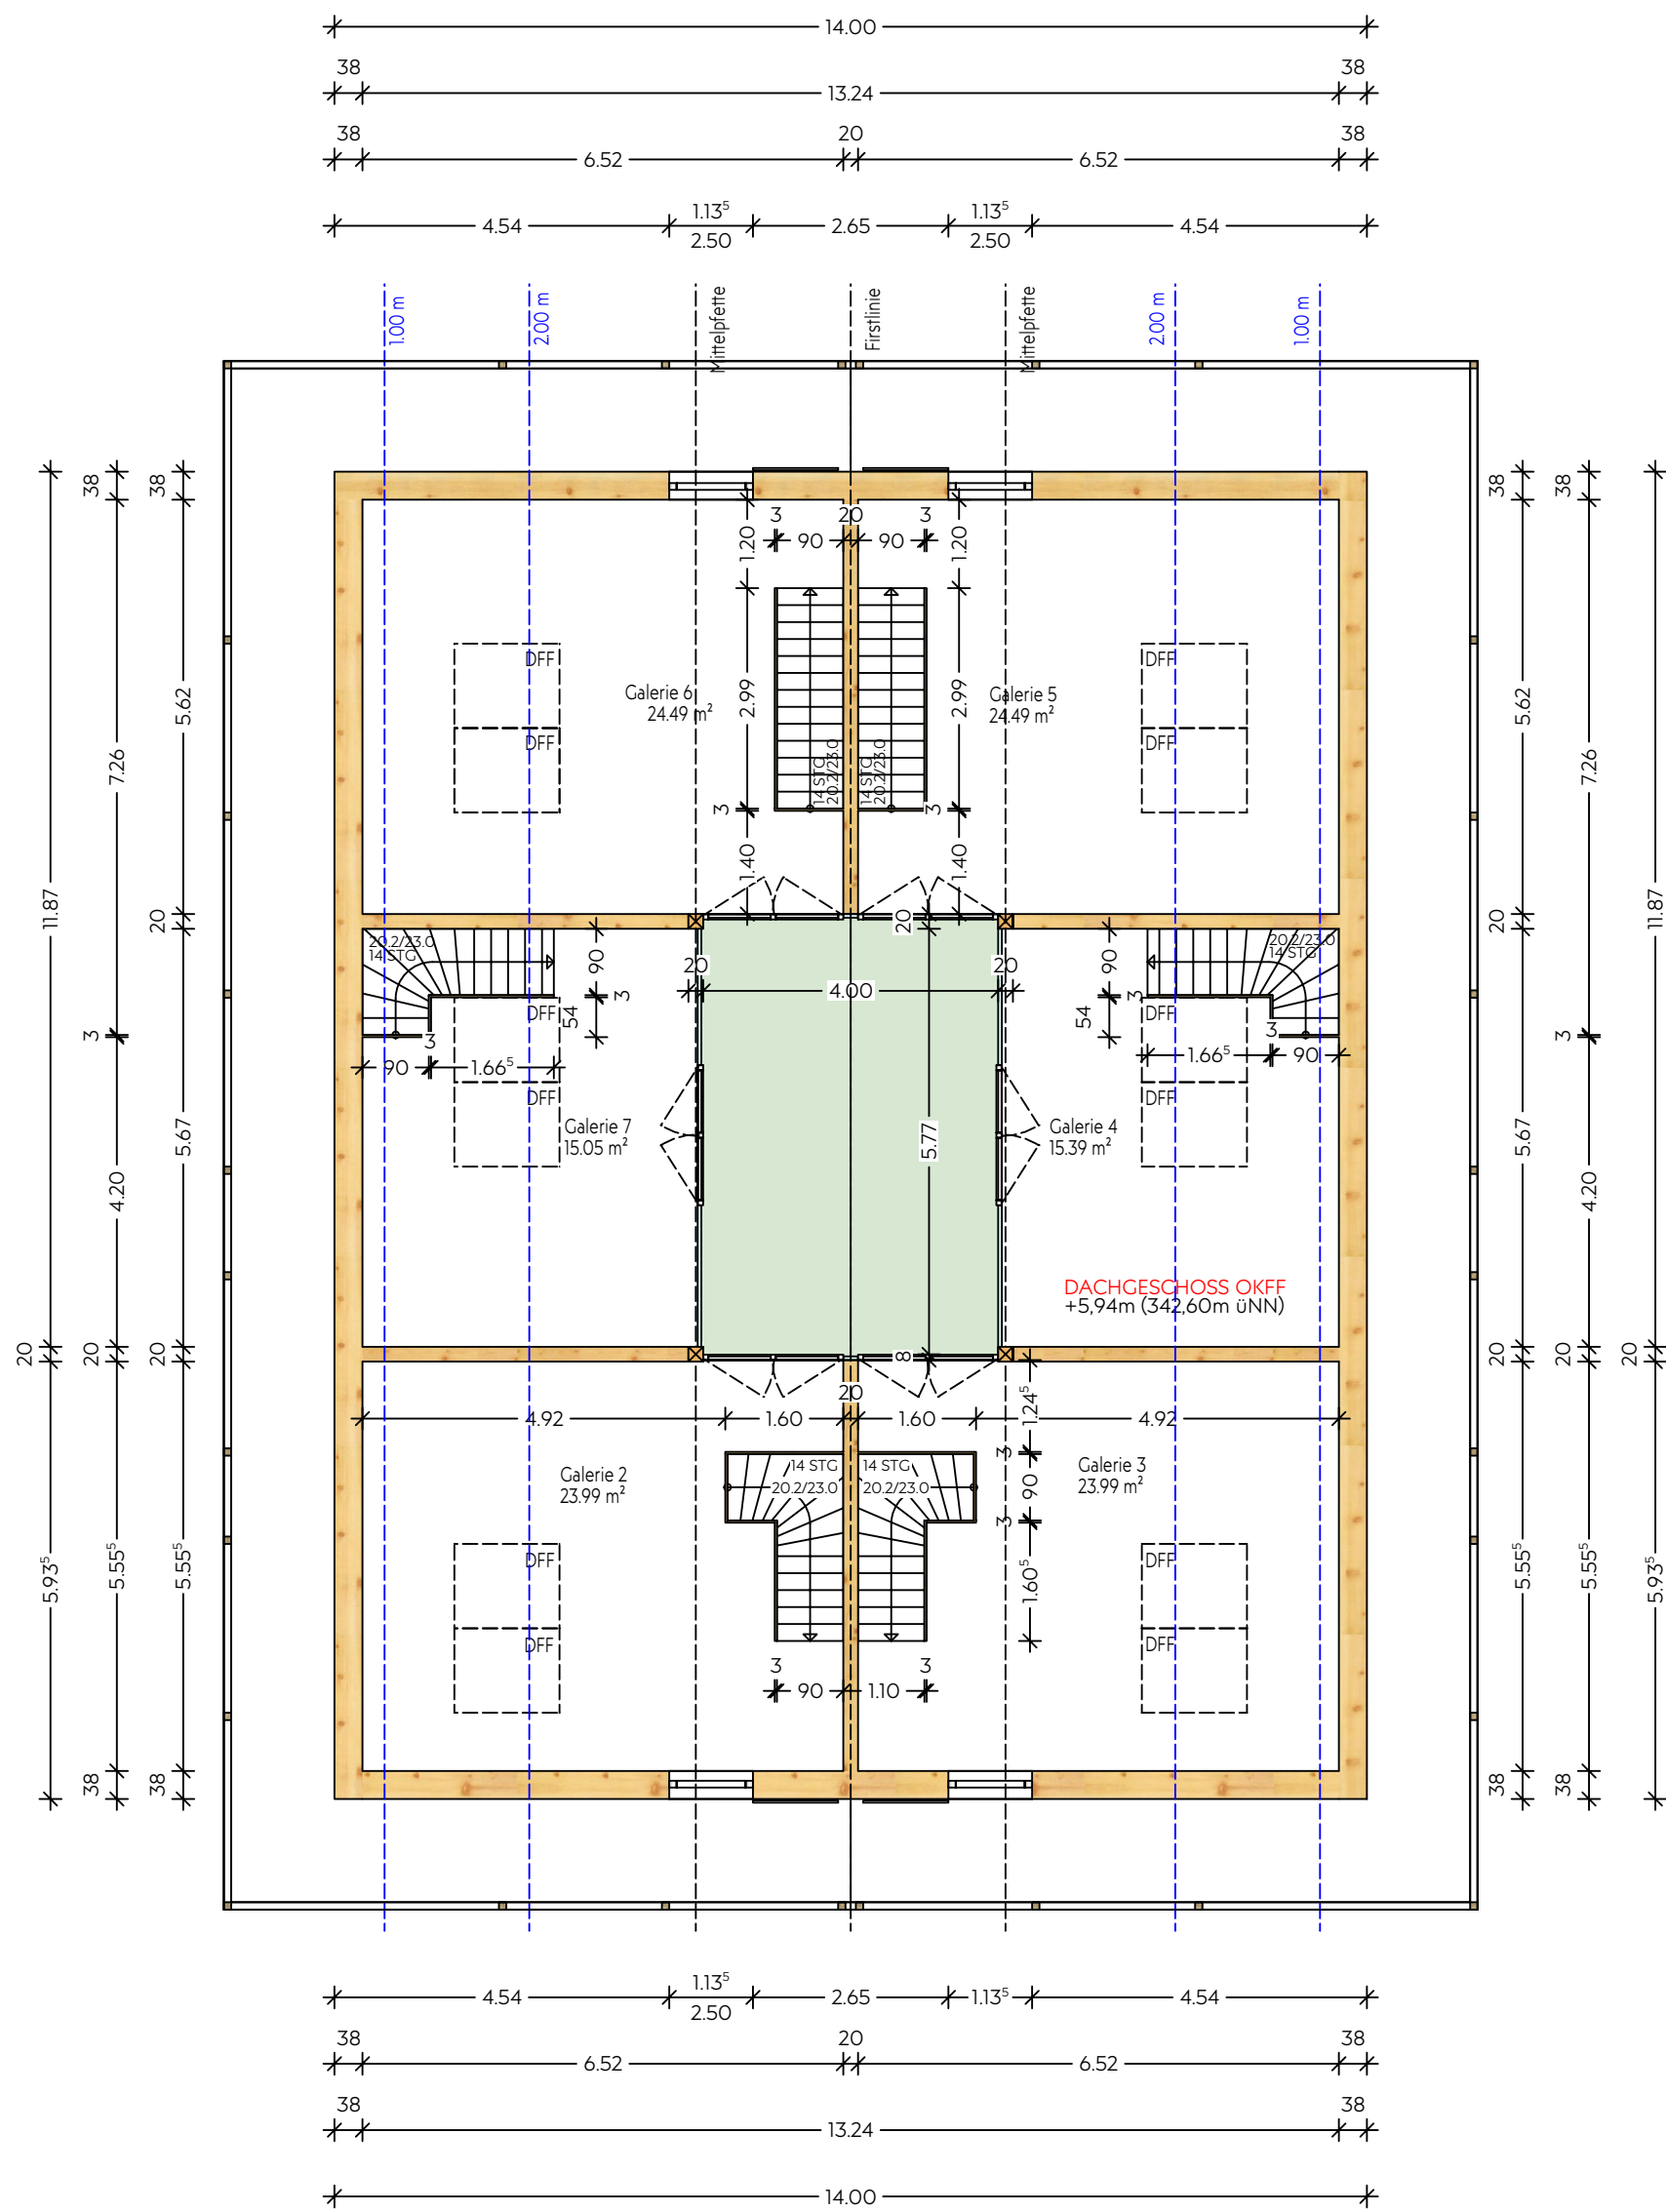 14.00
38
38
13.24
38
20
38
6.52
6.52
4.54
1.13⁵
2.50
2.65
1.13⁵
2.50
4.54
1.00 m
2.00 m
Mittelpfette
Firstlinie
Mittelpfette
2.00 m
1.00 m
38
38
38
38
3
20
3
1.20
90
90
1.20
DFF
DFF
DFF
DFF
Galerie 6
24.49 m²
Galerie 5
24.49 m²
2.99
2.99
14 STG
20.2/23.0
14 STG
20.2/23.0
3
3
1.40
1.40
5.62
7.26
11.87
5.62
7.26
11.87
20
20
20
20.2/23.0
14 STG
20.2/23.0
14 STG
90
3
54
90
3
54
20
20
4.00
3
90
1.66⁵
3
1.66⁵
90
DFF
DFF
DFF
DFF
Galerie 7
15.05 m²
Galerie 4
15.39 m²
5.77
3
3
5.67
4.20
5.67
4.20
DACHGESCHOSS OKFF
+5,94m (342,60m üNN)
20
20
20
20
20
20
8
20
4.92
1.60
1.60
4.92
1.24⁵
3
90
3
1.60⁵
14 STG
20.2/23.0
14 STG
20.2/23.0
Galerie 2
23.99 m²
Galerie 3
23.99 m²
DFF
DFF
DFF
DFF
5.93⁵
5.55⁵
5.55⁵
5.55⁵
5.55⁵
5.93⁵
3
90
1.10
3
38
38
38
38
4.54
1.13⁵
2.50
2.65
1.13⁵
4.54
38
20
38
6.52
6.52
38
38
13.24
14.00